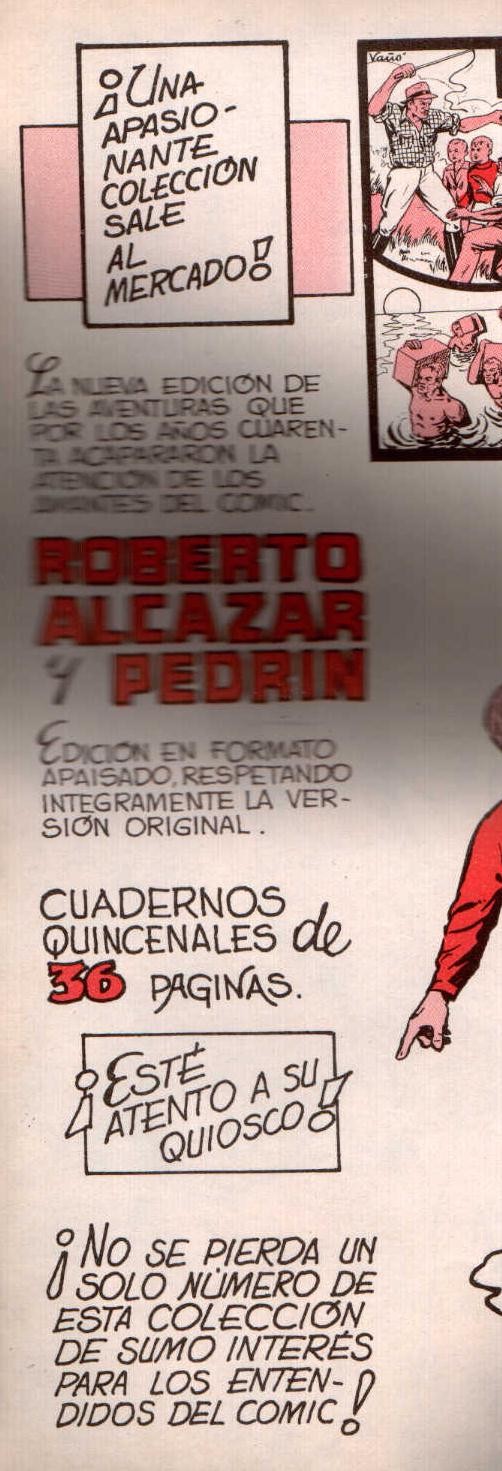 ¡UNA
APASIO-
NANTE
COLECCIÓN
SALE
AL
MERCADO!
Vañó
LA NUEVA EDICIÓN DE
LAS AVENTURAS QUE
POR LOS AÑOS CUAREN-
TA ACAPARARON LA
ATENCIÓN DE LOS
AMANTES DEL COMIC.
ROBERTO
ALCAZAR
Y PEDRIN
EDICIÓN EN FORMATO
APAISADO, RESPETANDO
INTEGRAMENTE LA VER-
SIÓN ORIGINAL.
CUADERNOS
QUINCENALES de
36 PAGINAS.
¡ESTÉ
ATENTO A SU
QUIOSCO!
¡NO SE PIERDA UN
SOLO NÚMERO DE
ESTA COLECCIÓN
DE SUMO INTERÉS
PARA LOS ENTEN-
DIDOS DEL COMIC!